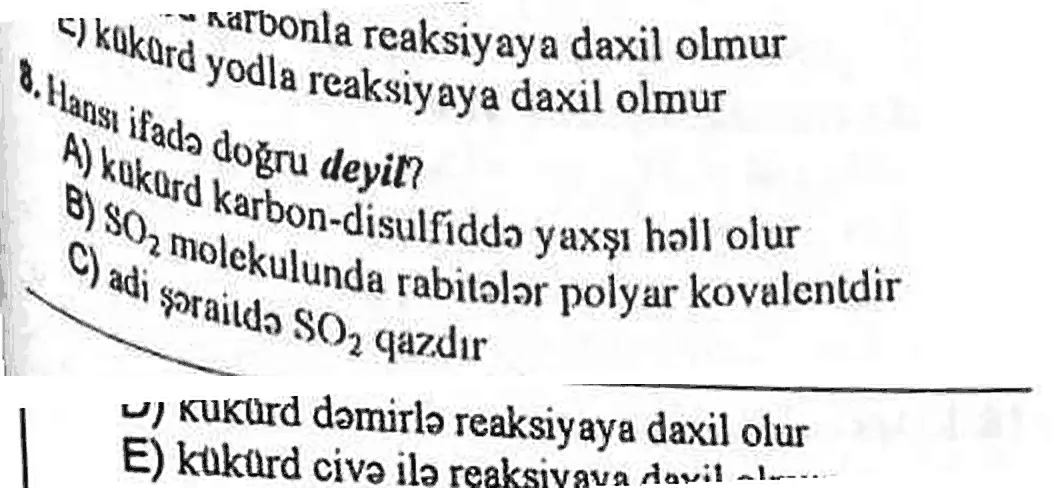 karbonla reaksiyaya daxil olmur
E) kükürd yodla reaksiyaya daxil olmur
8. Hansı ifadə doğru deyil?
A) kükürd karbon-disulfiddə yaxşı həll olur
B) SO₂ molekulunda rabitələr polyar kovalentdir
C) adi şəraitdə SO₂ qazdır
D) kükürd dəmirlə reaksiyaya daxil olur
E) kükürd civə ilə reaksiyaya daxil